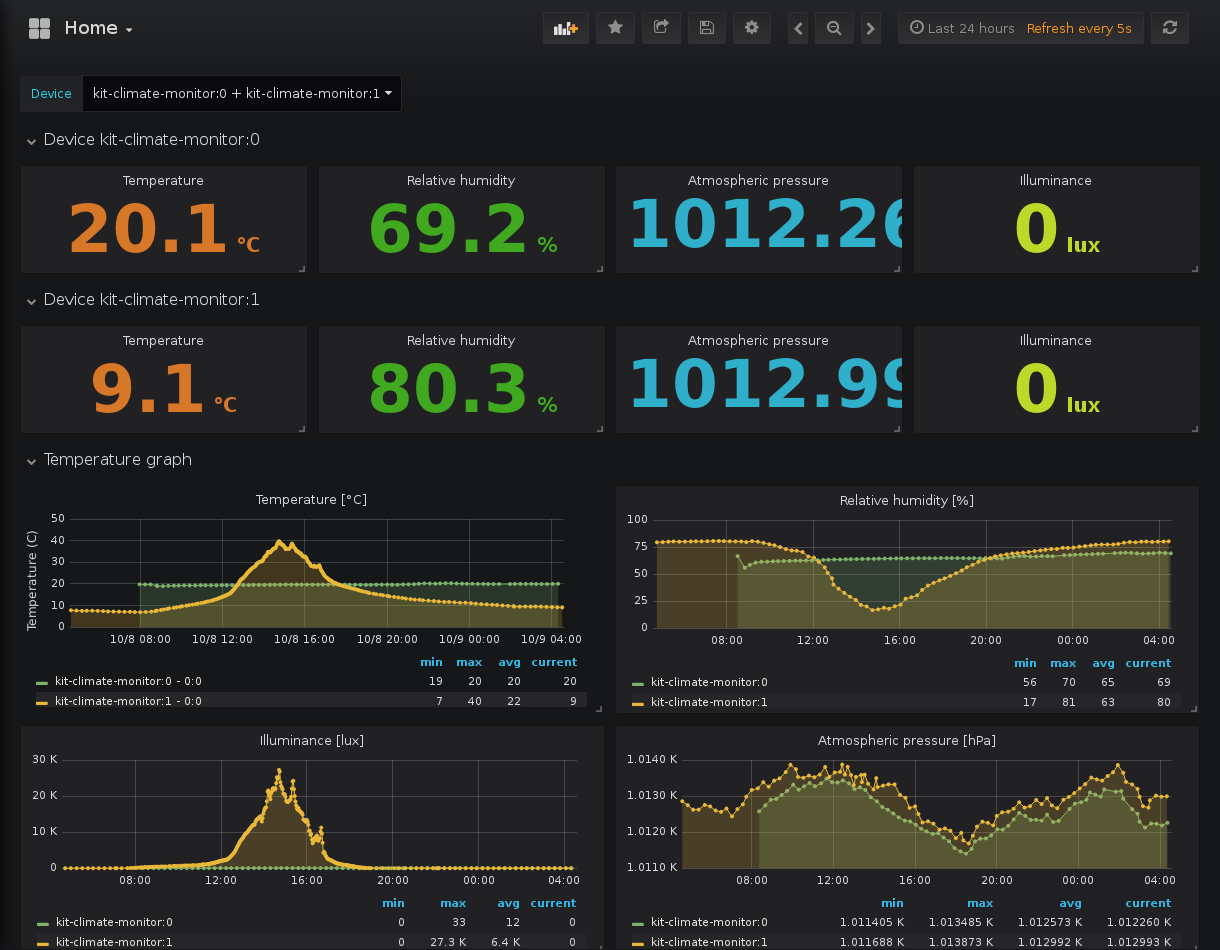 Home
Last 24 hours Refresh every 5s
Device kit-climate-monitor:0 + kit-climate-monitor:1
Device kit-climate-monitor:0
Temperature Relative humidity Atmospheric pressure Illuminance
20.1 °C 69.2 % 1012.26 0 lux
Device kit-climate-monitor:1
Temperature Relative humidity Atmospheric pressure Illuminance
9.1 °C 80.3 % 1012.99 0 lux
Temperature graph
Temperature [°C]
Temperature (C)
50
40
30
20
10
0
10/8 08:00 10/8 12:00 10/8 16:00 10/8 20:00 10/9 00:00 10/9 04:00
min max avg current
kit-climate-monitor:0 - 0:0 19 20 20 20
kit-climate-monitor:1 - 0:0 7 40 22 9
Relative humidity [%]
100
75
50
25
0
08:00 12:00 16:00 20:00 00:00 04:00
min max avg current
kit-climate-monitor:0 56 70 65 69
kit-climate-monitor:1 17 81 63 80
Illuminance [lux]
30 K
20 K
10 K
0
08:00 12:00 16:00 20:00 00:00 04:00
min max avg current
kit-climate-monitor:0 0 33 12 0
kit-climate-monitor:1 0 27.3 K 6.4 K 0
Atmospheric pressure [hPa]
1.0140 K
1.0130 K
1.0120 K
1.0110 K
08:00 12:00 16:00 20:00 00:00 04:00
min max avg current
kit-climate-monitor:0 1.011405 K 1.013485 K 1.012573 K 1.012260 K
kit-climate-monitor:1 1.011688 K 1.013873 K 1.012992 K 1.012993 K